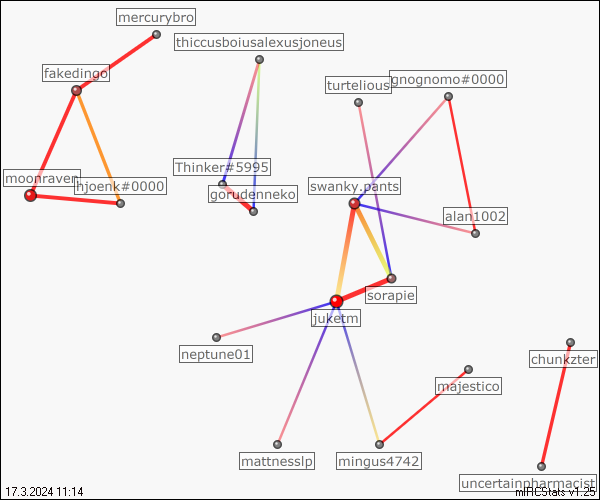 mercurybro
thiccusboiusalexusjoneus
fakedingo
turtelious
gnognomo#0000
Thinker#5995
moonraven
hjoenk#0000
swanky.pants
gorudenneko
alan1002
sorapie
juketm
neptune01
chunkzter
majestico
mattnesslp
mingus4742
uncertainpharmacist
17.3.2024 11:14
mIRCStats v1.25